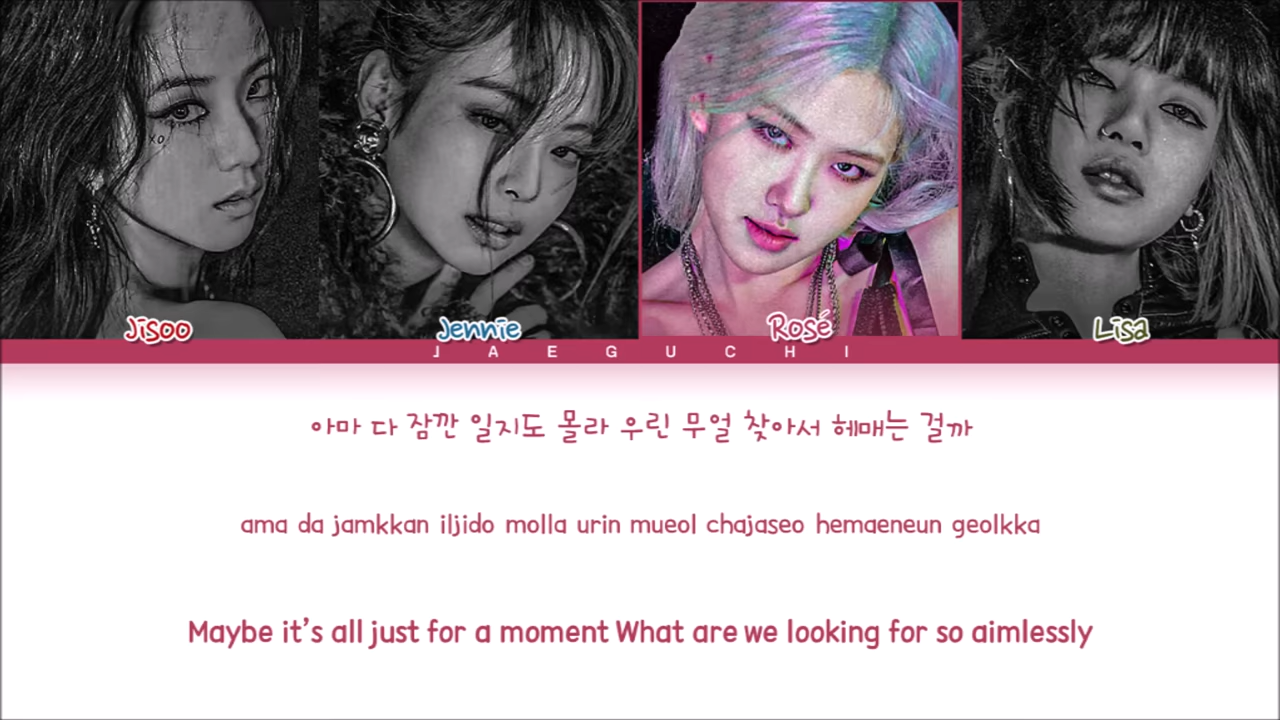 Jisoo Jennie Rosé Lisa
JAEGUCHI
아마 다 잠깐 일지도 몰라 우린 무얼 찾아서 헤매는 걸까
ama da jamkkan iljido molla urin mueol chajaseo hemaeneun geolkka
Maybe it's all just for a moment What are we looking for so aimlessly